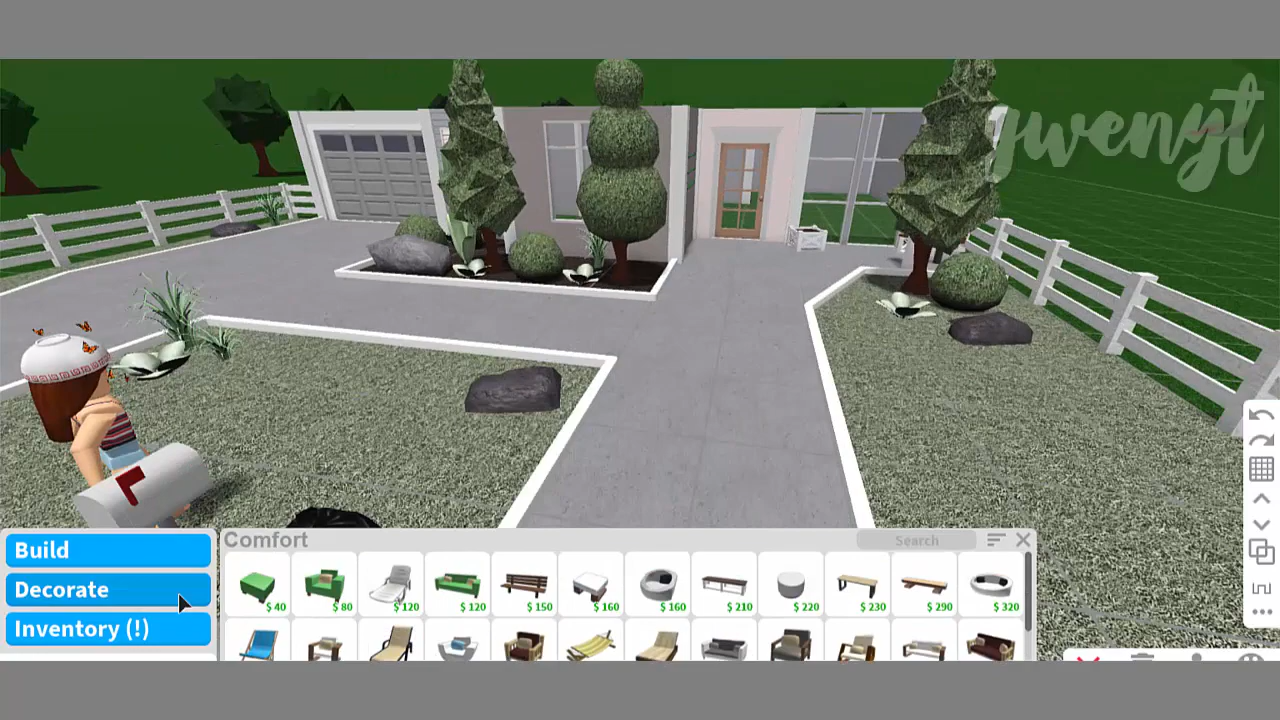 gwenyt
Build
Decorate
Inventory (!)
Comfort
Search
$ 40
$ 80
$ 120
$ 120
$ 150
$ 160
$ 160
$ 210
$ 220
$ 230
$ 290
$ 320